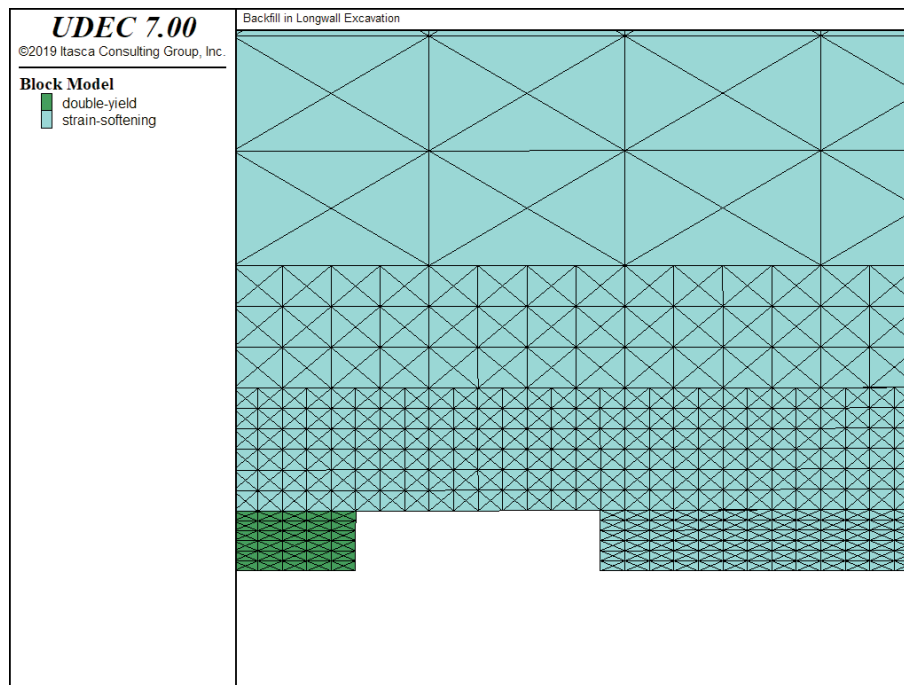 UDEC 7.00
©2019 Itasca Consulting Group, Inc.
Block Model
double-yield
strain-softening
Backfill in Longwall Excavation